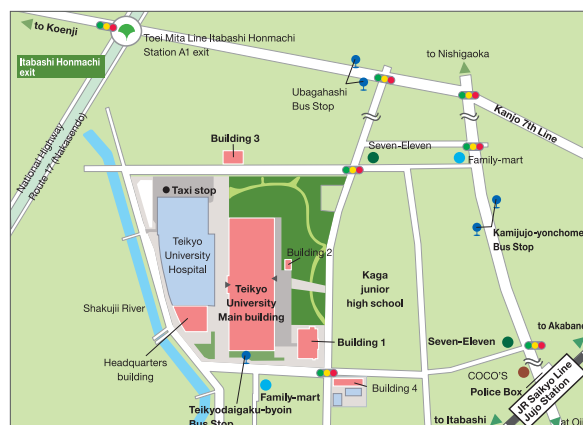 to Koenji
Toei Mita Line Itabashi Honmachi
Station A1 exit
Itabashi Honmachi
exit
to Nishigaoka
Ubagahashi
Bus Stop
Kanjo 7th Line
National Highway
Route 17 (Nakasendo)
Building 3
Seven-Eleven
Family-mart
Taxi stop
Kamijujo-yonchome
Bus Stop
Teikyo
University
Hospital
Building 2
Teikyo
University
Main building
Kaga
junior
high school
Shakujii River
Building 1
Seven-Eleven
to Akabane
Headquarters
building
COCO'S
Police Box
JR Saikyo Line
Jujo Station
Building 4
Family-mart
Teikyodaigaku-byoin
Bus Stop
to Itabashi